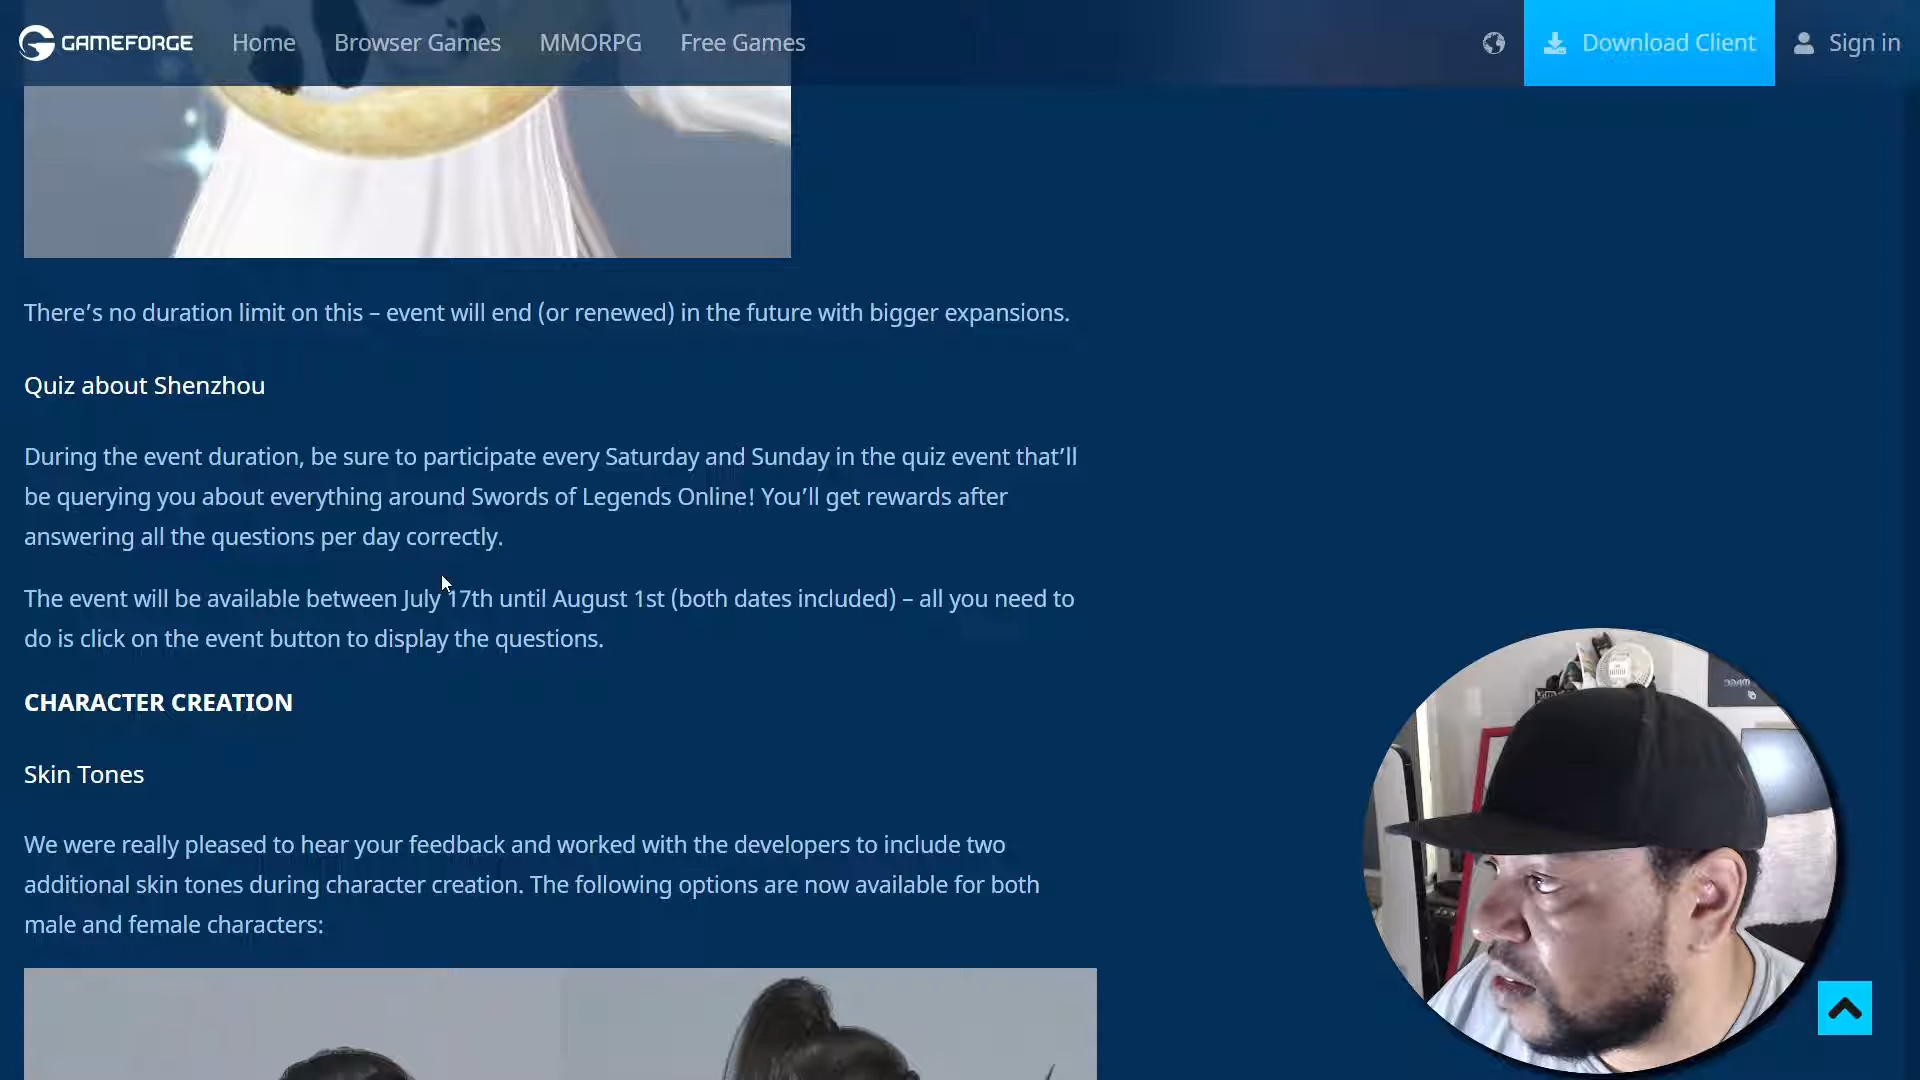 GAMEFORGE Home Browser Games MMORPG Free Games Download Client Sign in
There’s no duration limit on this – event will end (or renewed) in the future with bigger expansions.
Quiz about Shenzhou
During the event duration, be sure to participate every Saturday and Sunday in the quiz event that’ll
be querying you about everything around Swords of Legends Online! You’ll get rewards after
answering all the questions per day correctly.
The event will be available between July 17th until August 1st (both dates included) – all you need to
do is click on the event button to display the questions.
CHARACTER CREATION
Skin Tones
We were really pleased to hear your feedback and worked with the developers to include two
additional skin tones during character creation. The following options are now available for both
male and female characters: